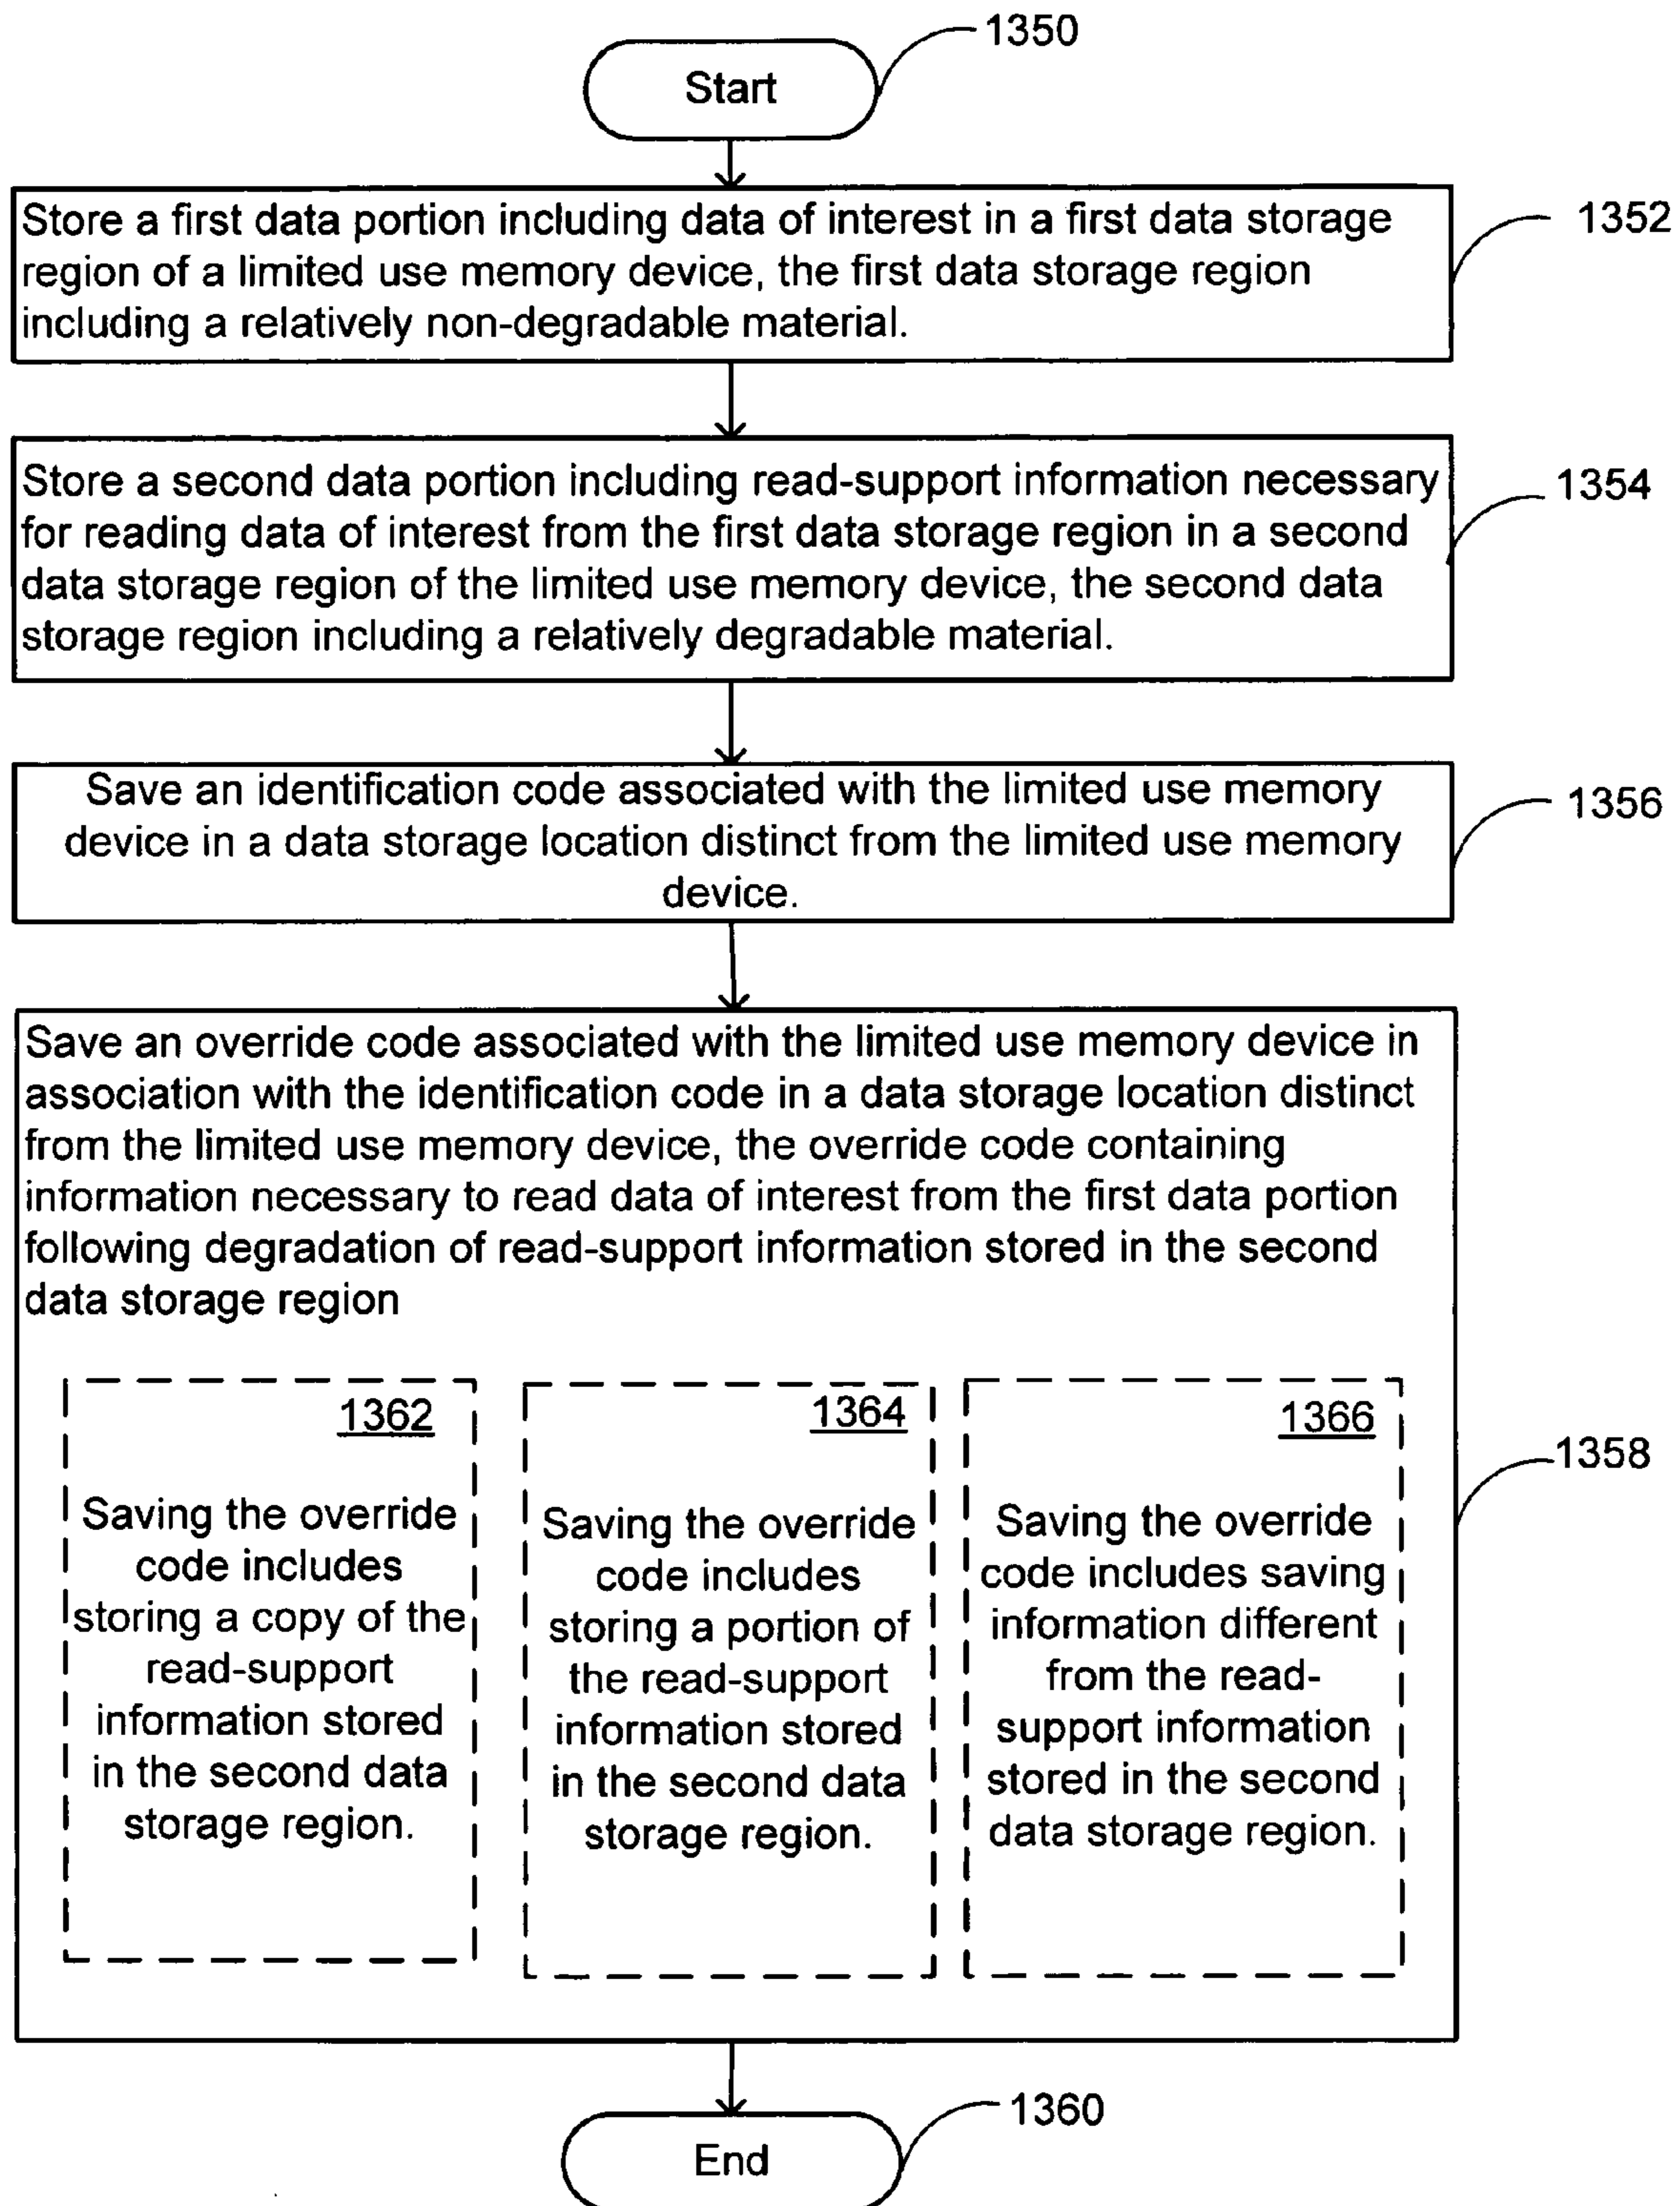 1350
Start
Store a first data portion including data of interest in a first data storage
region of a limited use memory device, the first data storage region
including a relatively non-degradable material.
1352
Store a second data portion including read-support information necessary
for reading data of interest from the first data storage region in a second
data storage region of the limited use memory device, the second data
storage region including a relatively degradable material.
1354
Save an identification code associated with the limited use memory
device in a data storage location distinct from the limited use memory
device.
1356
Save an override code associated with the limited use memory device in
association with the identification code in a data storage location distinct
from the limited use memory device, the override code containing
information necessary to read data of interest from the first data portion
following degradation of read-support information stored in the second
data storage region
1362
Saving the override
code includes
storing a copy of the
read-support
information stored
in the second data
storage region.
1364
Saving the override
code includes
storing a portion of
the read-support
information stored
in the second data
storage region.
1366
Saving the override
code includes saving
information different
from the read-
support information
stored in the second
data storage region.
1358
1360
End